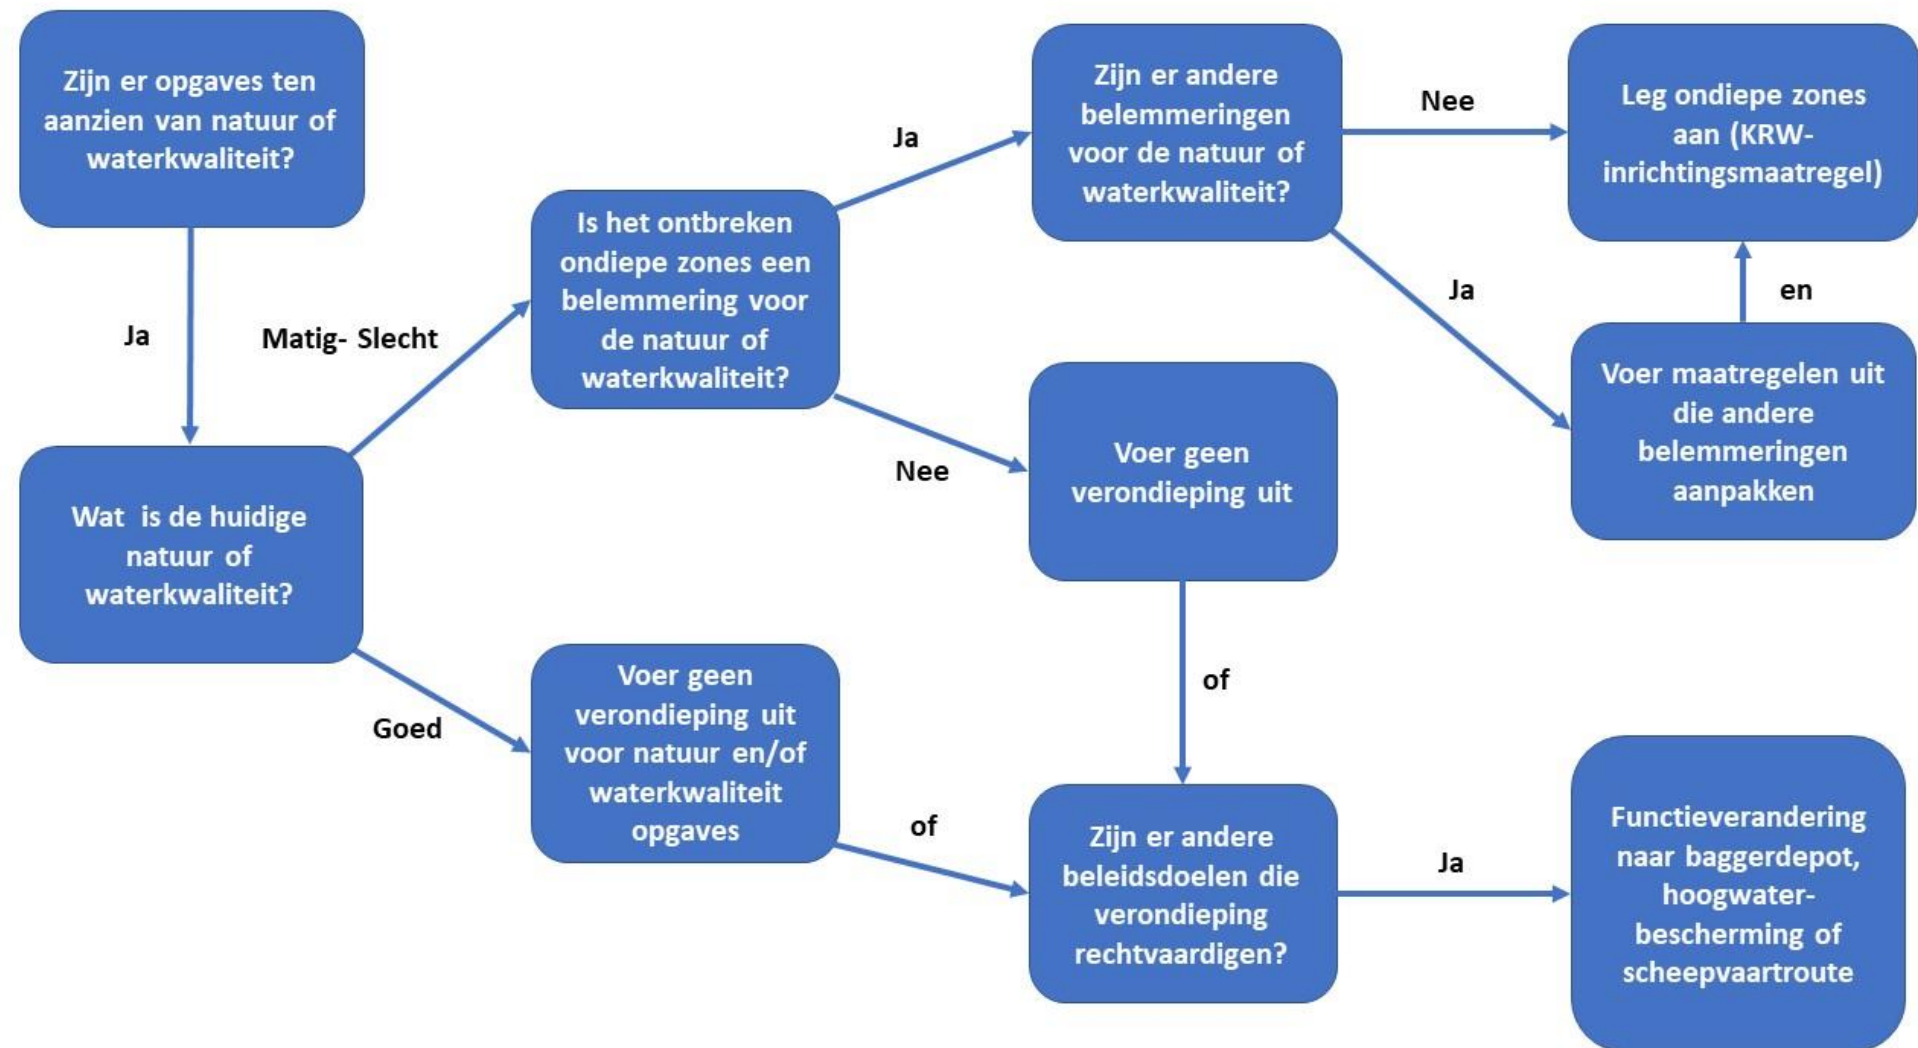 Zijn er opgaves ten
aanzien van natuur of
waterkwaliteit?
Ja
Wat is de huidige
natuur of
waterkwaliteit?
Matig- Slecht
Goed
Is het ontbreken
ondiepe zones een
belemmering voor
de natuur of
waterkwaliteit?
Ja
Nee
Voer geen
verondieping uit
voor natuur en/of
waterkwaliteit
opgaves
of
Zijn er andere
belemmeringen
voor de natuur of
waterkwaliteit?
Nee
Ja
Voer geen
verondieping uit
of
Zijn er andere
beleidsdoelen die
verondieping
rechtvaardigen?
Ja
Leg ondiepe zones
aan (KRW-
inrichtingsmaatregel)
en
Voer maatregelen uit
die andere
belemmeringen
aanpakken
Functieverandering
naar baggerdepot,
hoogwater-
bescherming of
scheepvaartroute